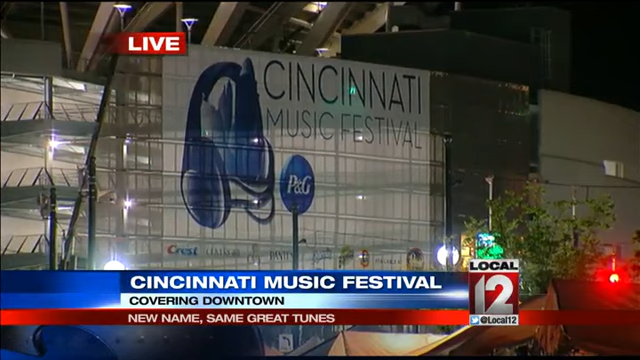 LIVE
CINCINNATI
MUSIC FESTIVAL
P&G
Crest
CINCINNATI MUSIC FESTIVAL
COVERING DOWNTOWN
NEW NAME, SAME GREAT TUNES
LOCAL
12
@Local12